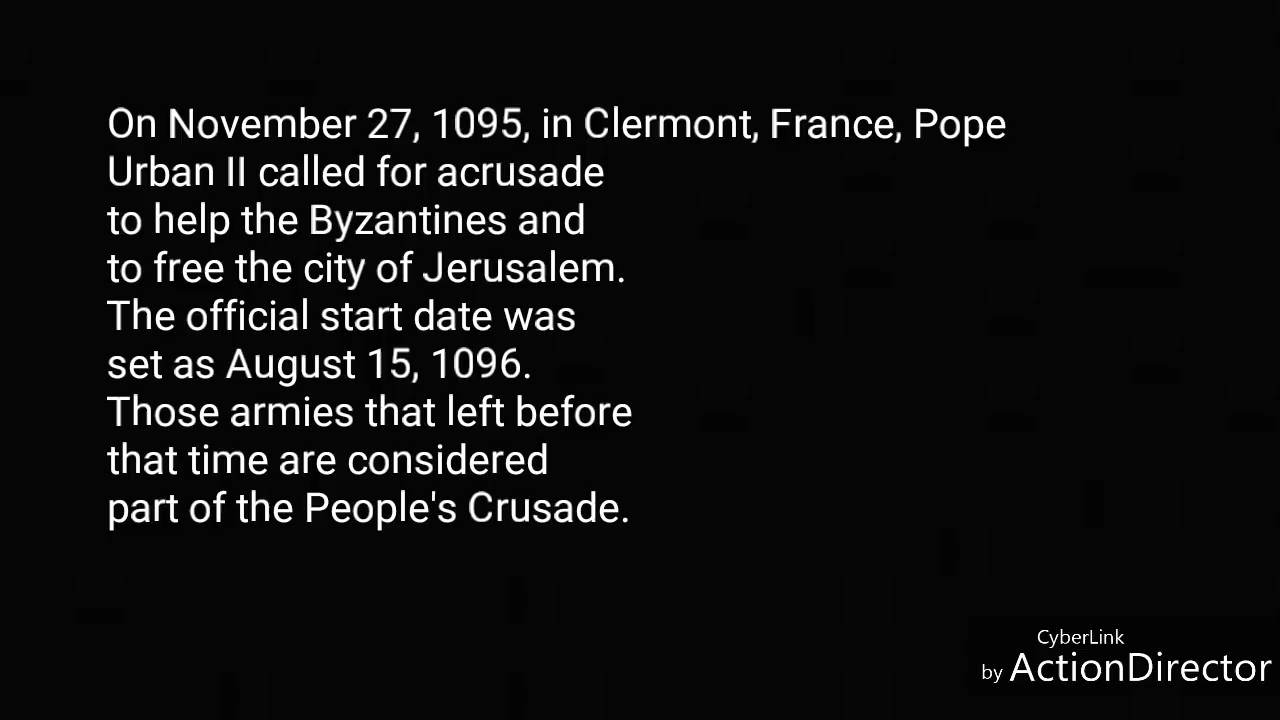 On November 27, 1095, in Clermont, France, Pope
Urban II called for acrusade
to help the Byzantines and
to free the city of Jerusalem.
The official start date was
set as August 15, 1096.
Those armies that left before
that time are considered
part of the People's Crusade.
CyberLink
by ActionDirector